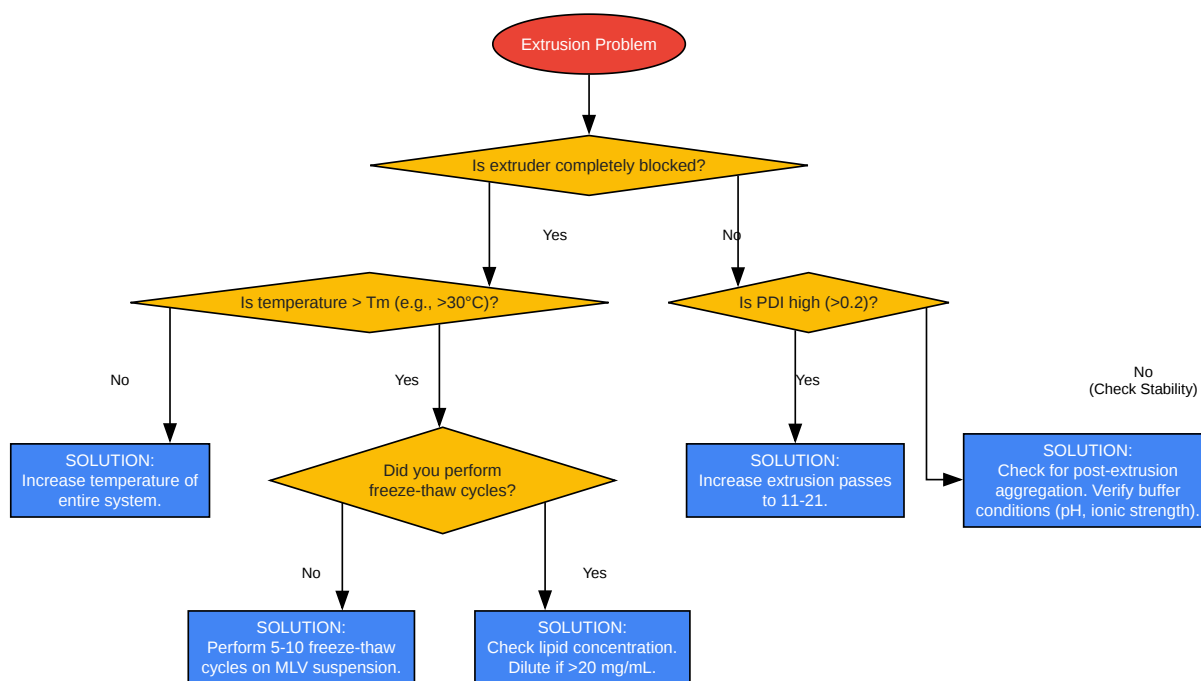 Extrusion Problem
Is extruder completely blocked?
Yes
No
Is temperature > Tm (e.g., >30°C)?
Is PDI high (>0.2)?
No
Yes
Yes
No
(Check Stability)
SOLUTION:
Increase temperature of
entire system.
Did you perform
freeze-thaw cycles?
SOLUTION:
Increase extrusion passes
to 11-21.
SOLUTION:
Check for post-extrusion
aggregation. Verify buffer
conditions (pH, ionic strength).
No
Yes
SOLUTION:
Perform 5-10 freeze-thaw
cycles on MLV suspension.
SOLUTION:
Check lipid concentration.
Dilute if >20 mg/mL.